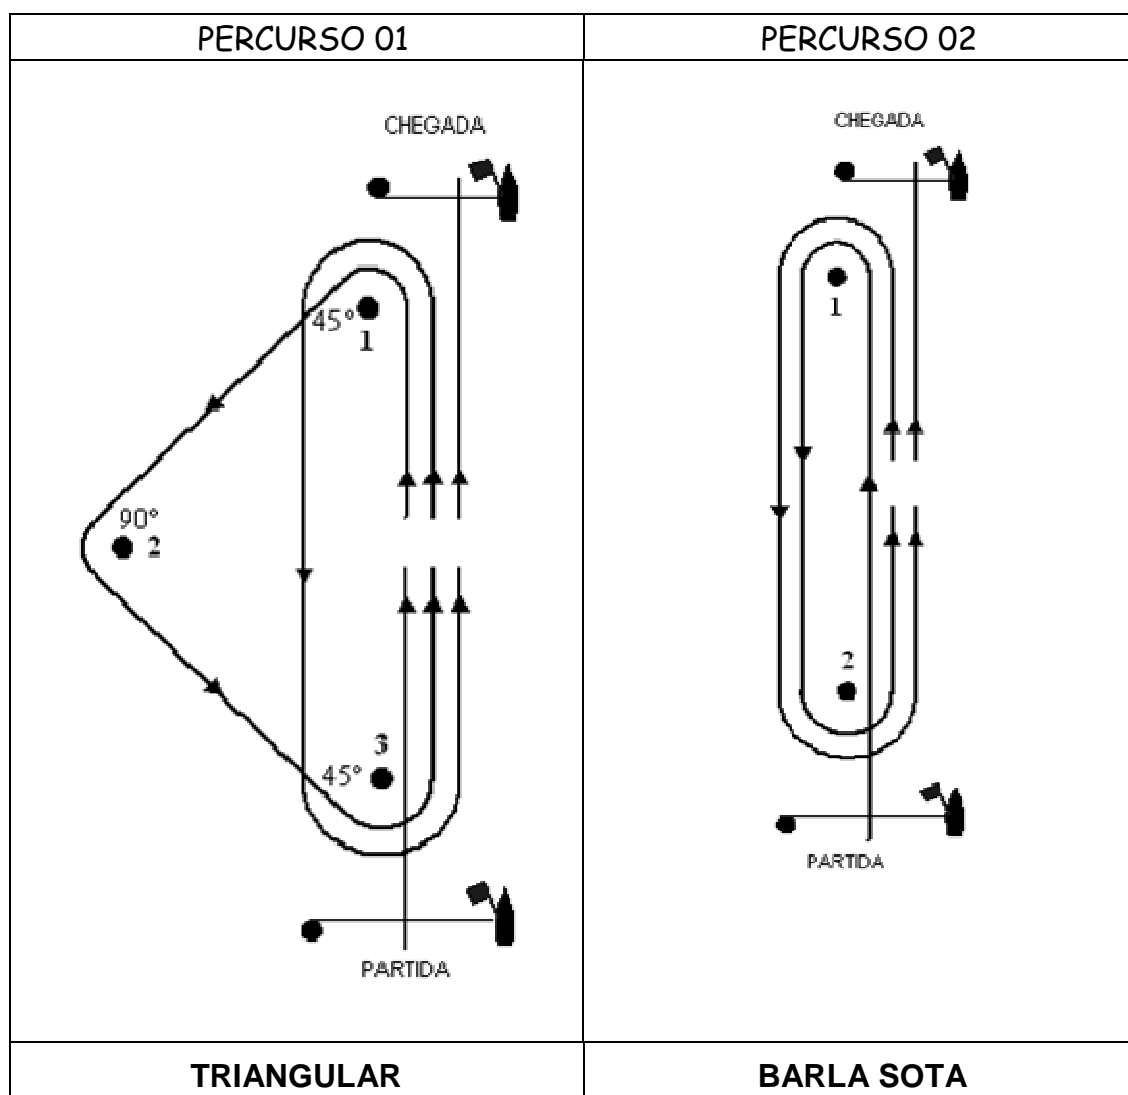 PERCURSO 01
CHEGADA
45°
1
90°
2
3
45°
PARTIDA
TRIANGULAR
PERCURSO 02
CHEGADA
1
2
PARTIDA
BARLA SOTA